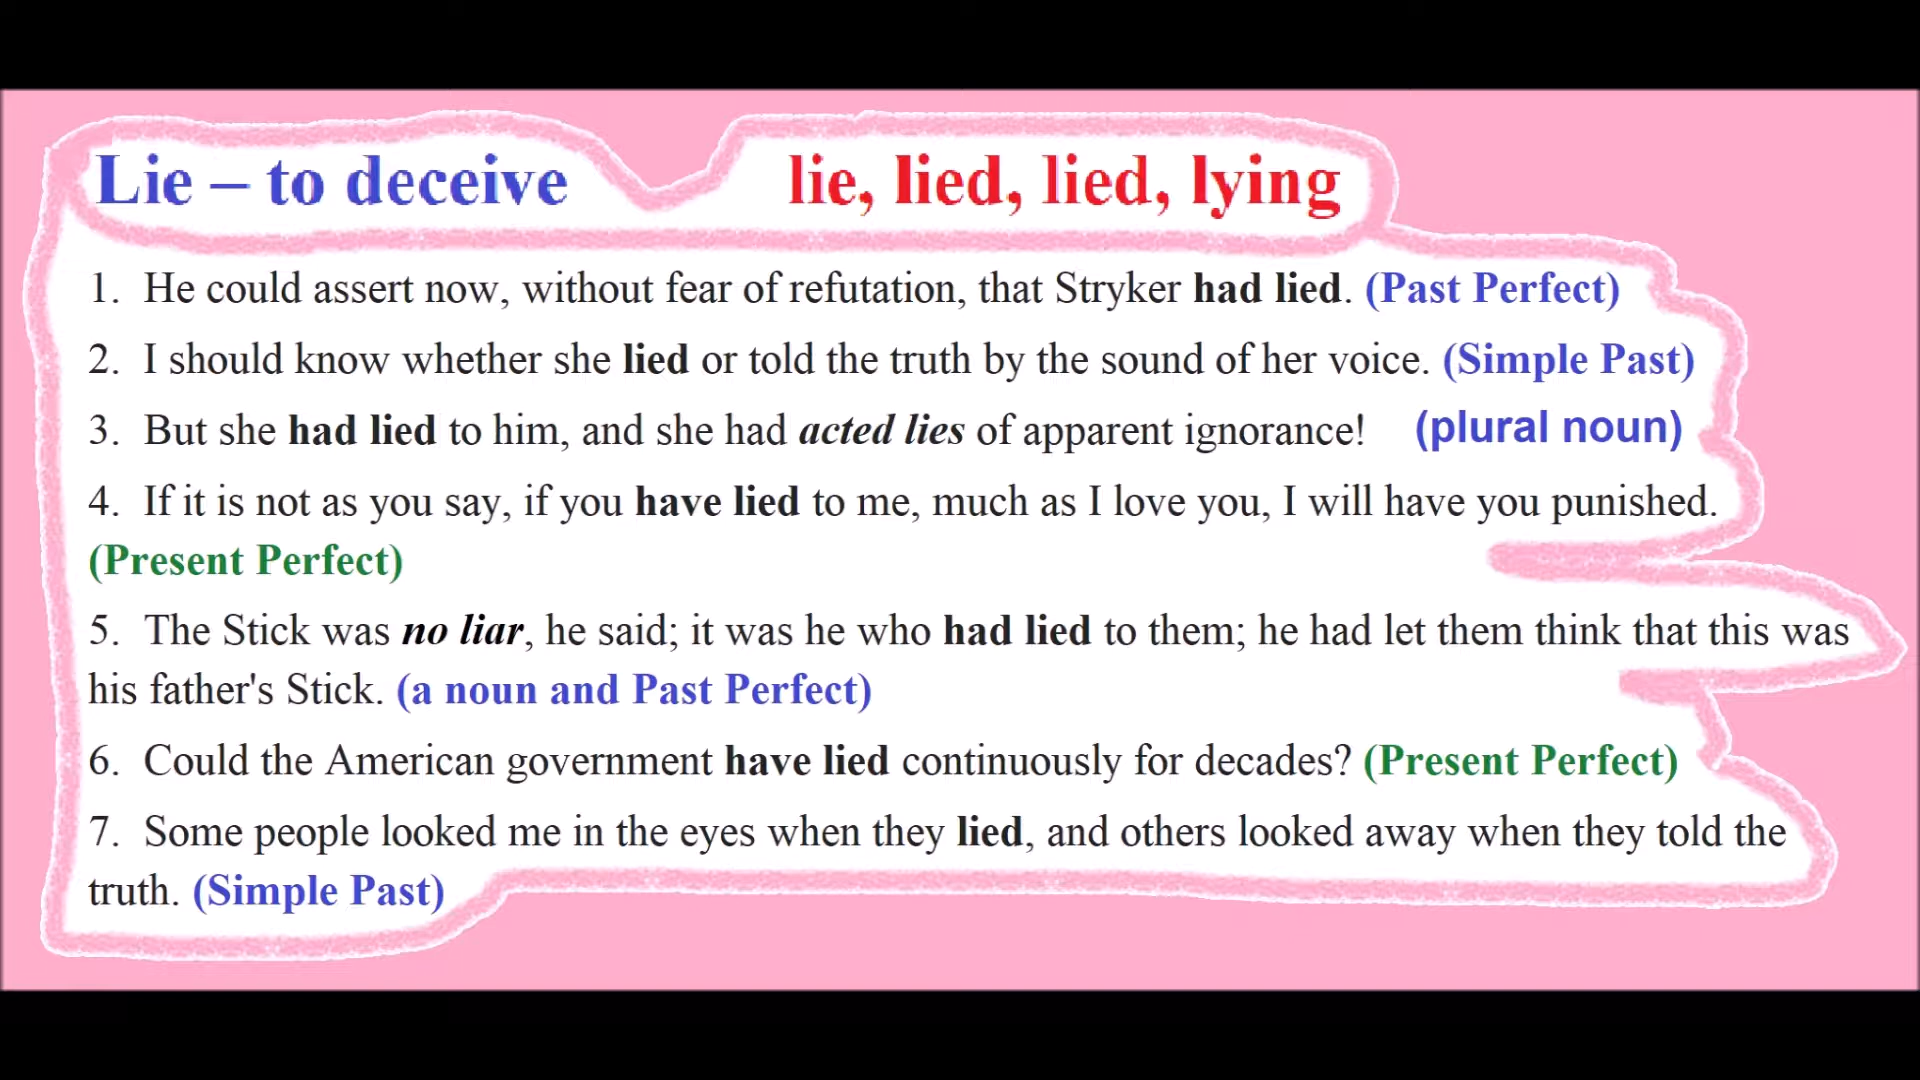 Lie – to deceive lie, lied, lied, lying
1. He could assert now, without fear of refutation, that Stryker had lied. (Past Perfect)
2. I should know whether she lied or told the truth by the sound of her voice. (Simple Past)
3. But she had lied to him, and she had acted lies of apparent ignorance! (plural noun)
4. If it is not as you say, if you have lied to me, much as I love you, I will have you punished.
(Present Perfect)
5. The Stick was no liar, he said; it was he who had lied to them; he had let them think that this was
his father's Stick. (a noun and Past Perfect)
6. Could the American government have lied continuously for decades? (Present Perfect)
7. Some people looked me in the eyes when they lied, and others looked away when they told the
truth. (Simple Past)